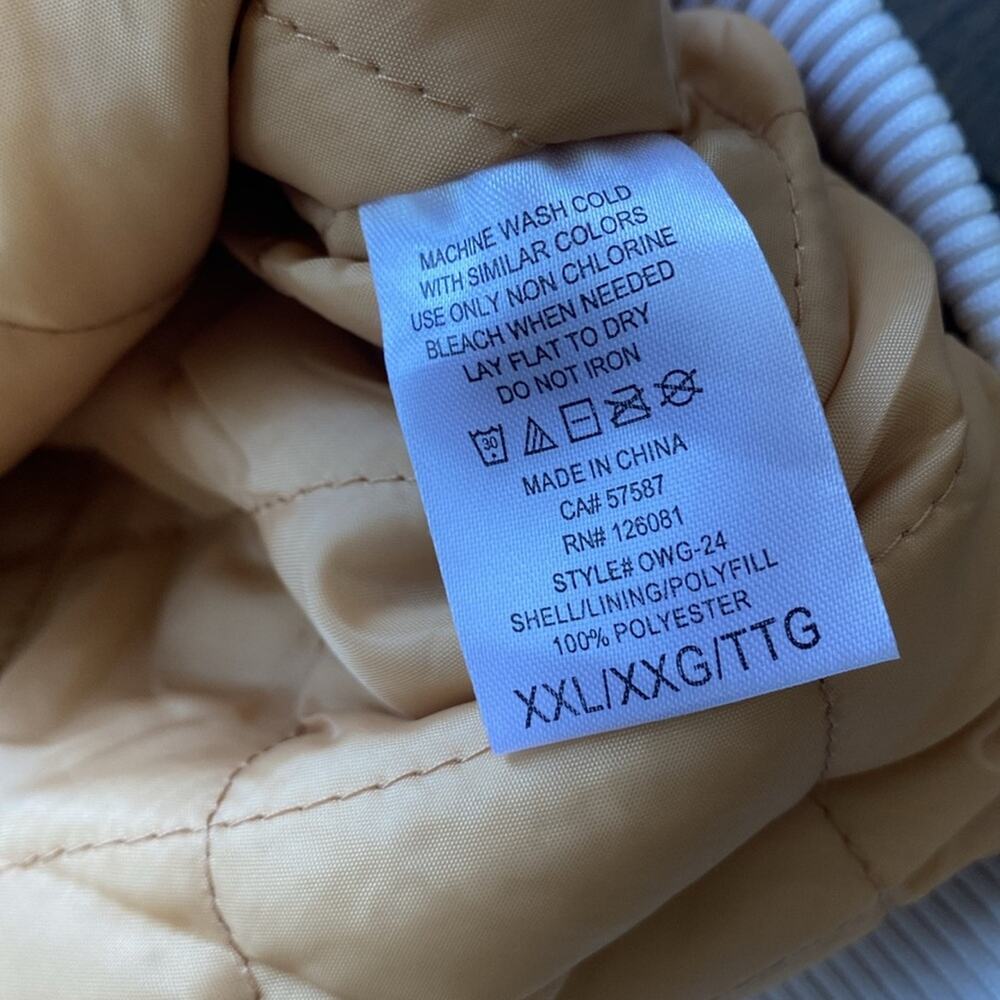 MACHINE WASH COLD
WITH SIMILAR COLORS
USE ONLY NON CHLORINE
BLEACH WHEN NEEDED
LAY FLAT TO DRY
DO NOT IRON
30
MADE IN CHINA
CA# 57587
RN# 126081
STYLE# OWG-24
SHELL/LINING/POLYFILL
100% POLYESTER
XXL/XXG/TTG